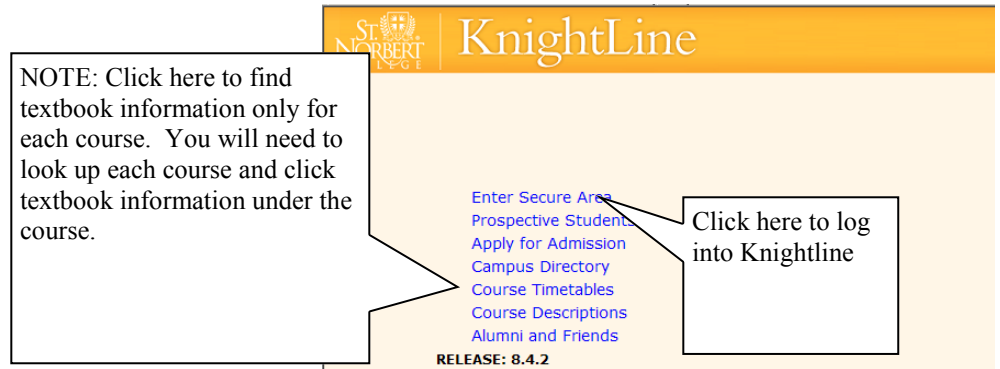 ST.
NORBERT
KnightLine
NOTE: Click here to find
textbook information only for
each course.  You will need to
look up each course and click
textbook information under the
course.
Enter Secure Area
Prospective Students
Apply for Admission
Campus Directory
Course Timetables
Course Descriptions
Alumni and Friends
RELEASE: 8.4.2
Click here to log
into Knightline